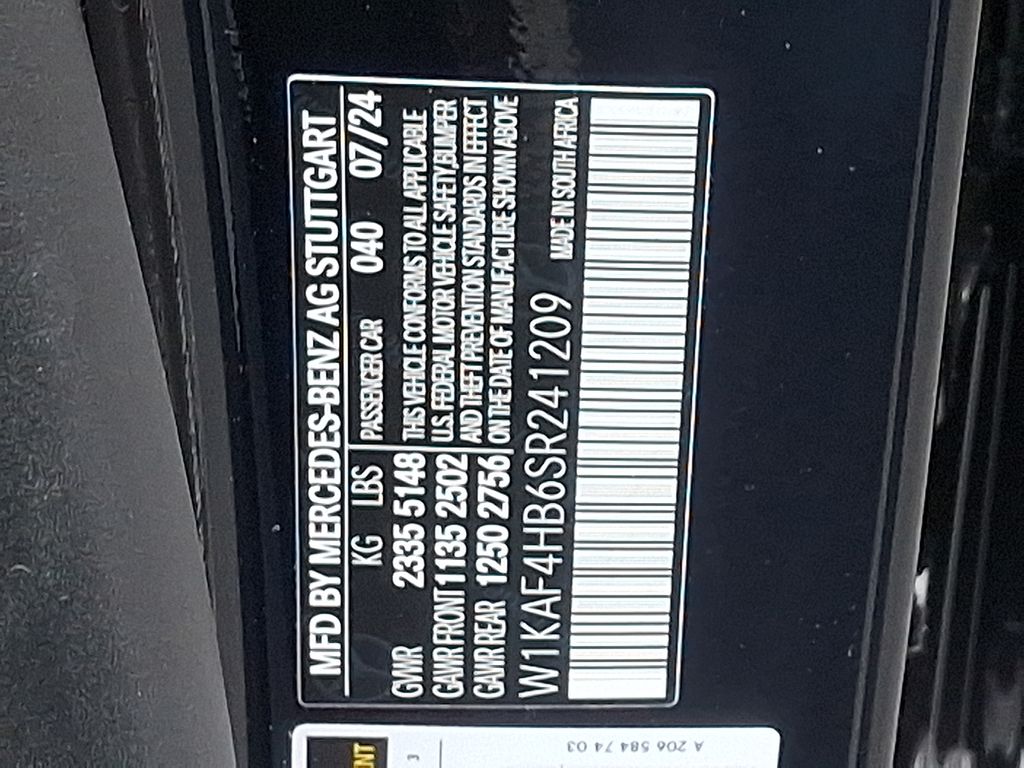 MFD BY MERCEDES-BENZ AG STUTTGART
KG LBS
PASSENGER CAR 040 07/24
GWR 2335 5148
GAWR FRONT 1135 2502
GAWR REAR 1250 2756
THIS VEHICLE CONFORMS TO ALL APPLICABLE
U.S. FEDERAL MOTOR VEHICLE SAFETY, BUMPER
AND THEFT PREVENTION STANDARDS IN EFFECT
ON THE DATE OF MANUFACTURE SHOWN ABOVE
W1KAF4HB6SR241209
MADE IN SOUTH AFRICA
3
A 206 584 74 03